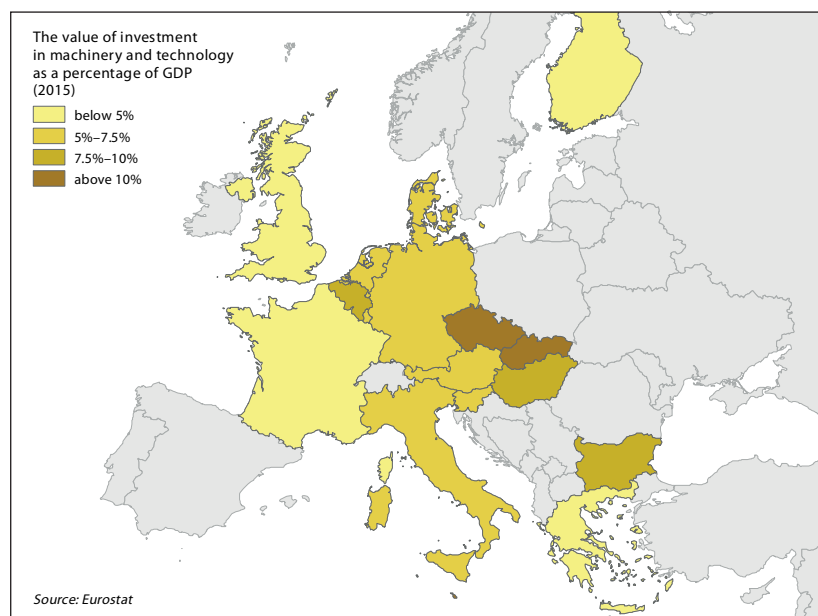 The value of investment
in machinery and technology
as a percentage of GDP
(2015)
below 5%
5%–7.5%
7.5%–10%
above 10%
Source: Eurostat